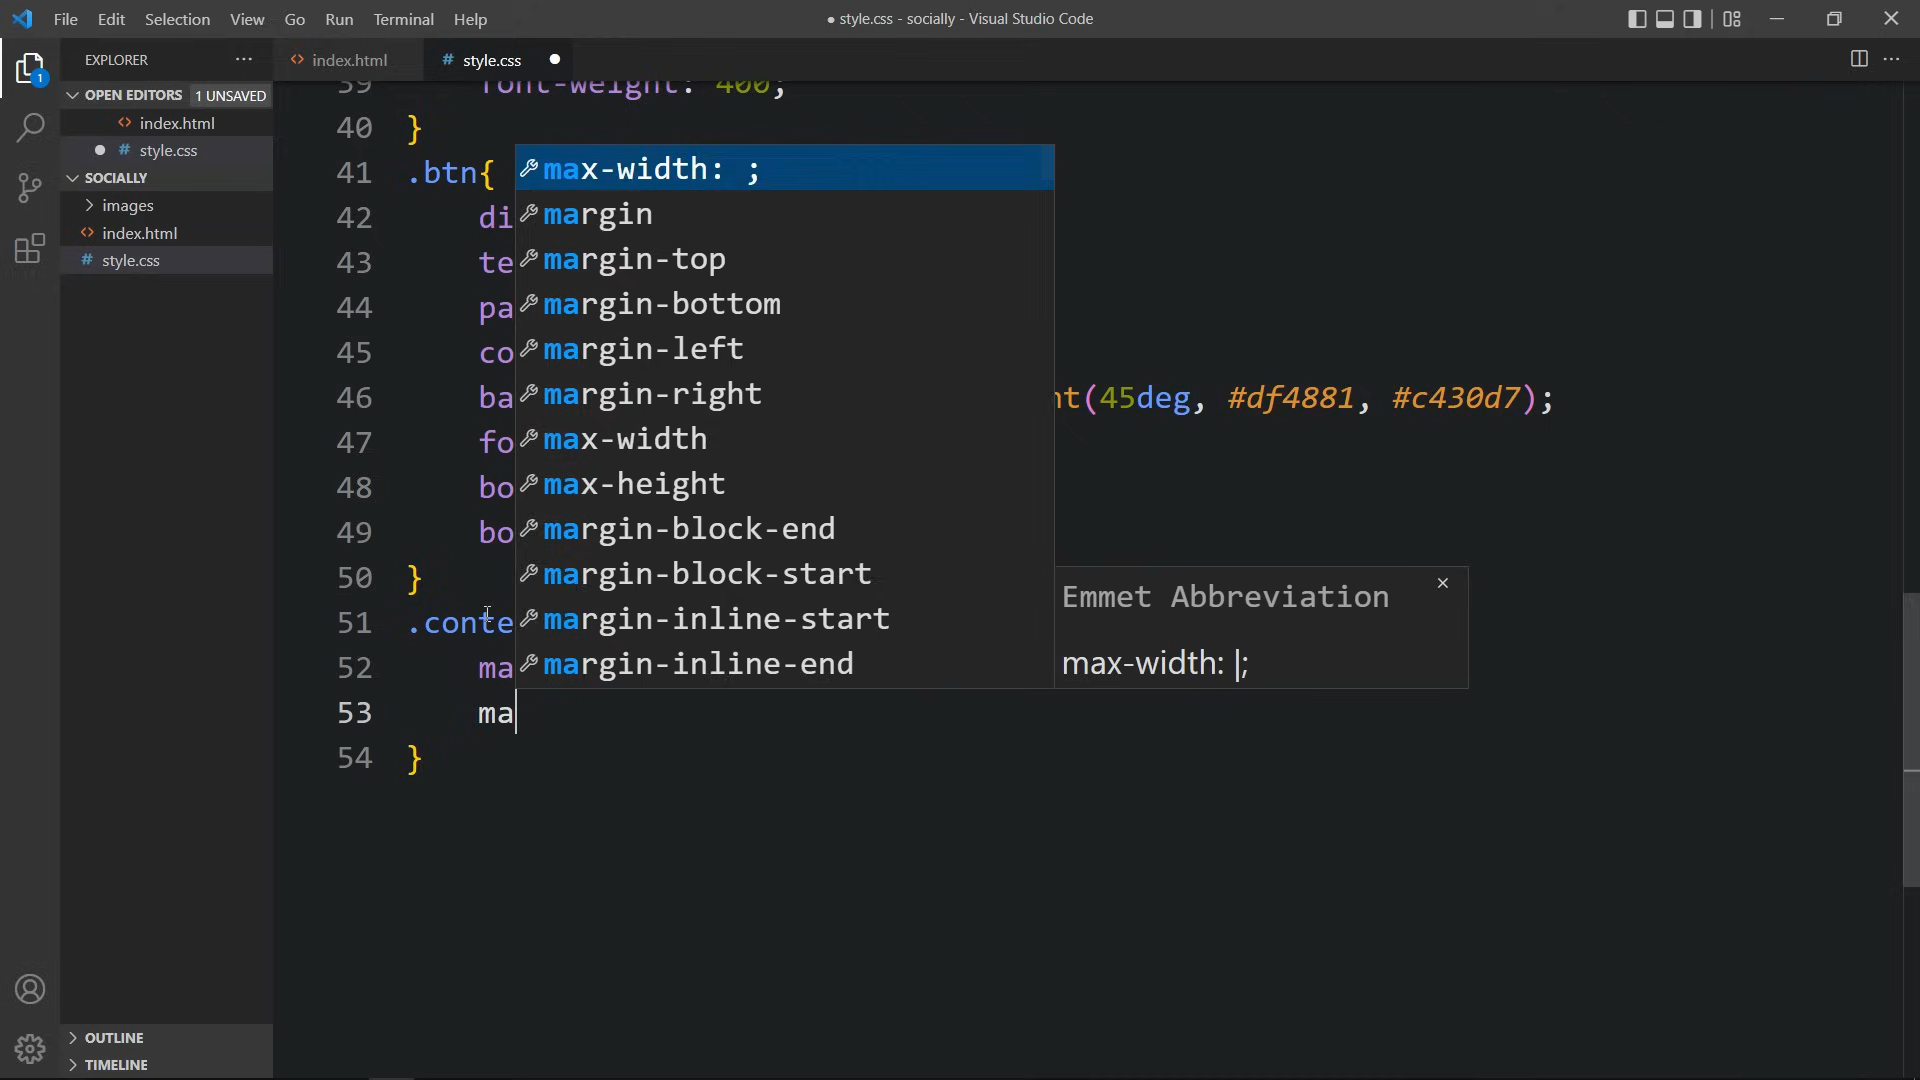 File Edit Selection View Go Run Terminal Help
● style.css - socially - Visual Studio Code
EXPLORER ···
index.html
# style.css
OPEN EDITORS 1 UNSAVED
index.html
# style.css
SOCIALLY
images
index.html
# style.css
OUTLINE
TIMELINE
1
39 font-weight: 400;
40 }
41 .btn{
42 di
43 te
44 pa
45 co
46 ba nt(45deg, #df4881, #c430d7);
47 fo
48 bo
49 bo
50 }
51 .conte
52 ma
53 ma
54 }
max-width: ;
margin
margin-top
margin-bottom
margin-left
margin-right
max-width
max-height
margin-block-end
margin-block-start
margin-inline-start
margin-inline-end
Emmet Abbreviation
max-width: |;